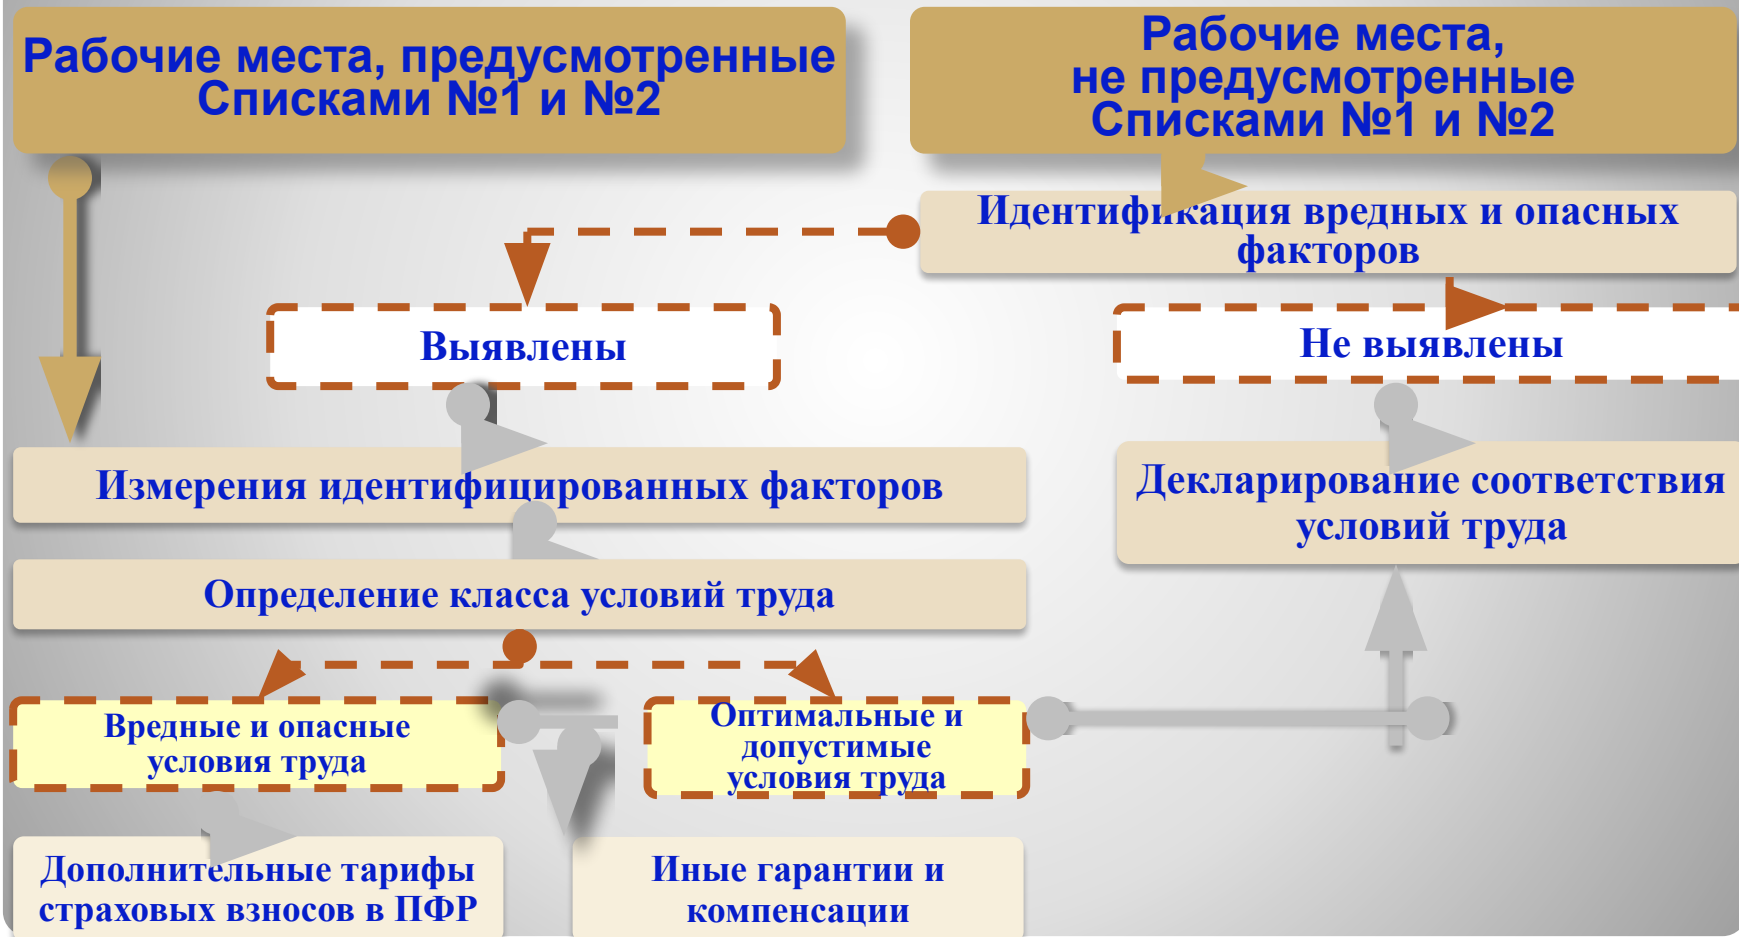 Рабочие места, предусмотренные
Списками №1 и №2
Рабочие места,
не предусмотренные
Списками №1 и №2
Идентификация вредных и опасных
факторов
Выявлены
Не выявлены
Измерения идентифицированных факторов
Декларирование соответствия
условий труда
Определение класса условий труда
Вредные и опасные
условия труда
Оптимальные и
допустимые
условия труда
Дополнительные тарифы
страховых взносов в ПФР
Иные гарантии и
компенсации